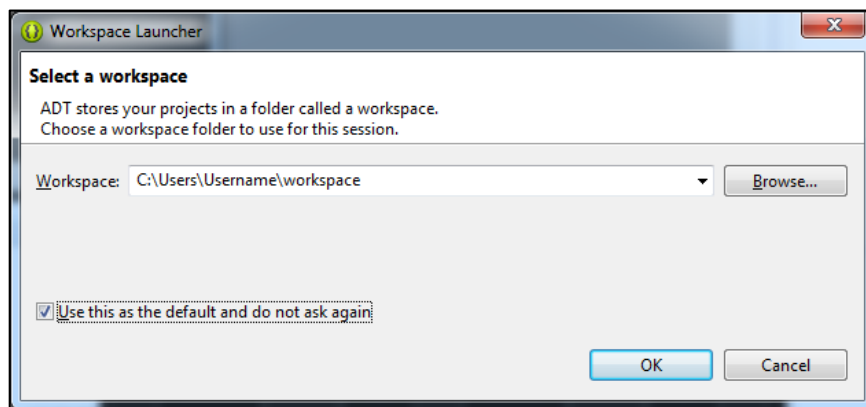 Workspace Launcher
Select a workspace
ADT stores your projects in a folder called a workspace.
Choose a workspace folder to use for this session.
Workspace: C:\Users\Username\workspace Browse...
Use this as the default and do not ask again
OK Cancel